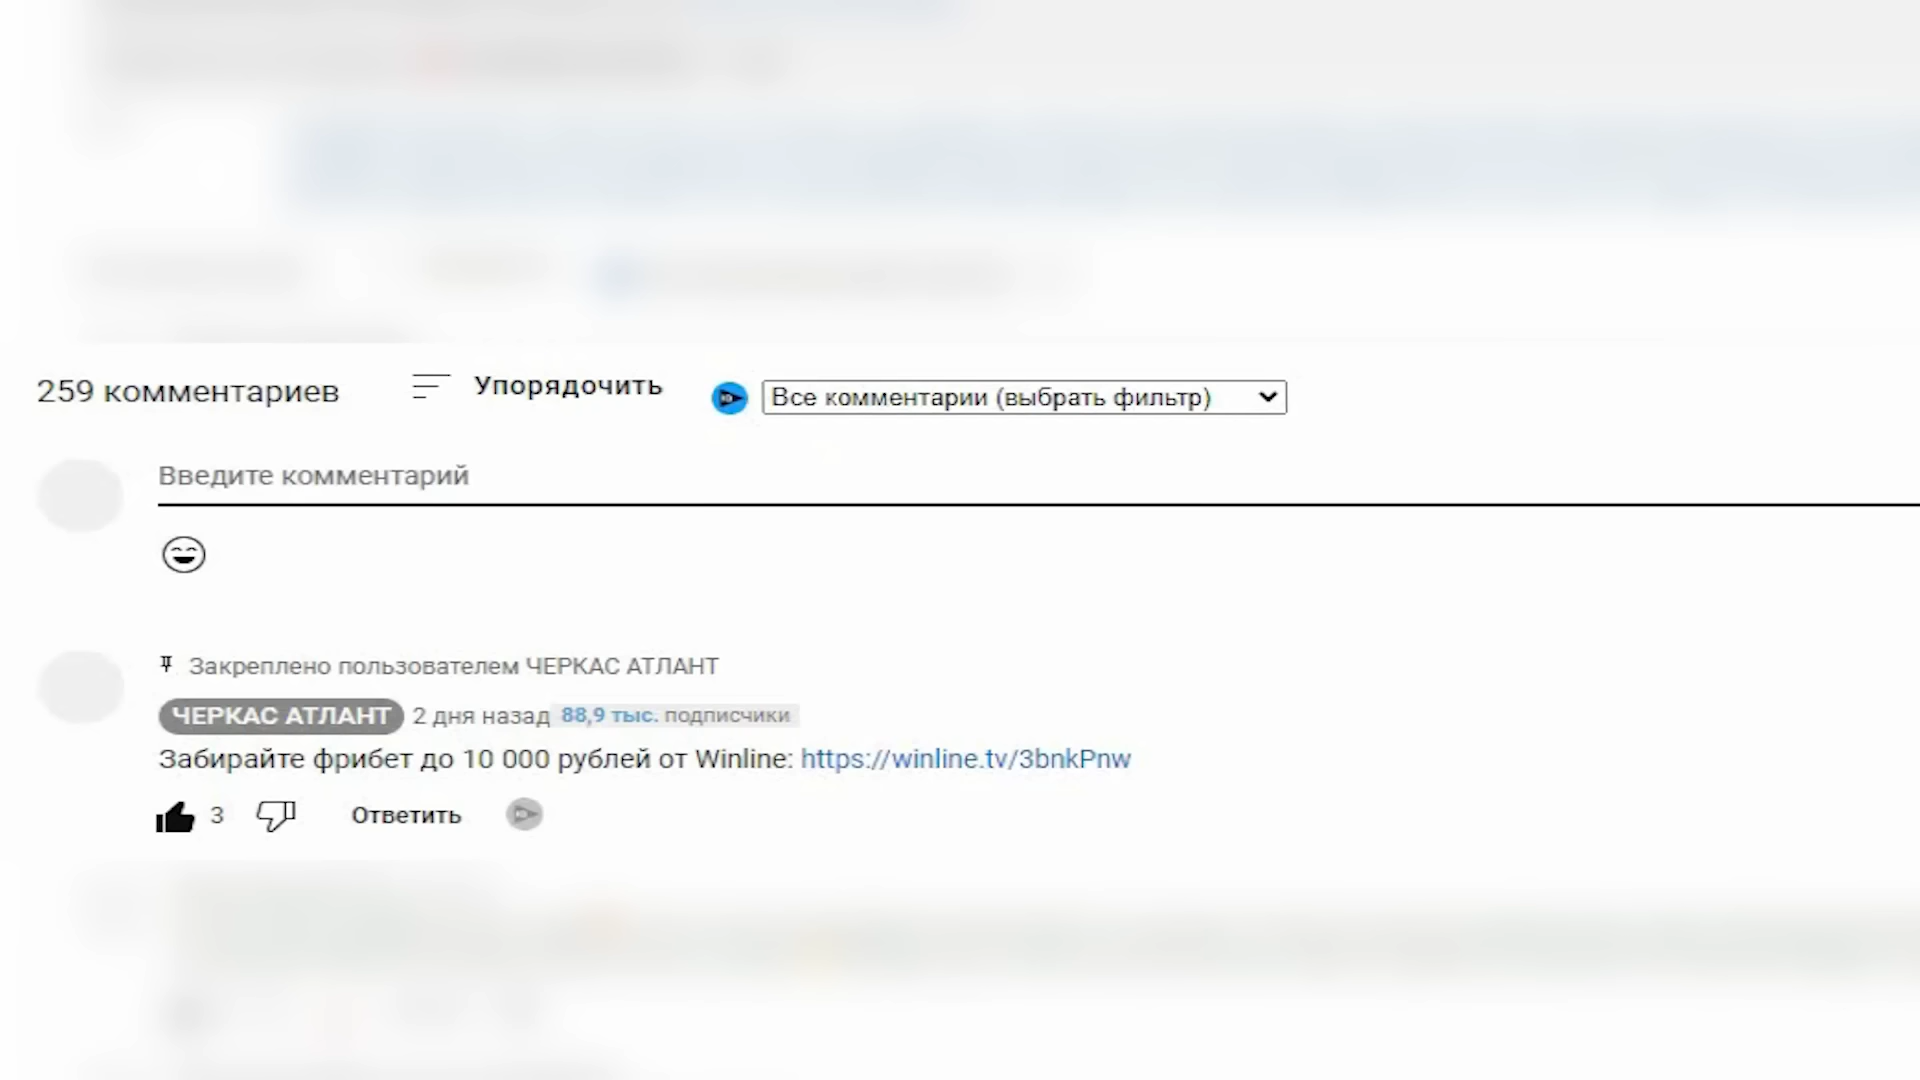 259 комментариев
Упорядочить
Все комментарии (выбрать фильтр)
Введите комментарий
Закреплено пользователем ЧЕРКАС АТЛАНТ
ЧЕРКАС АТЛАНТ 2 дня назад 88,9 тыс. подписчики
Забирайте фрибет до 10 000 рублей от Winline: https://winline.tv/3bnkPnw
3 Ответить